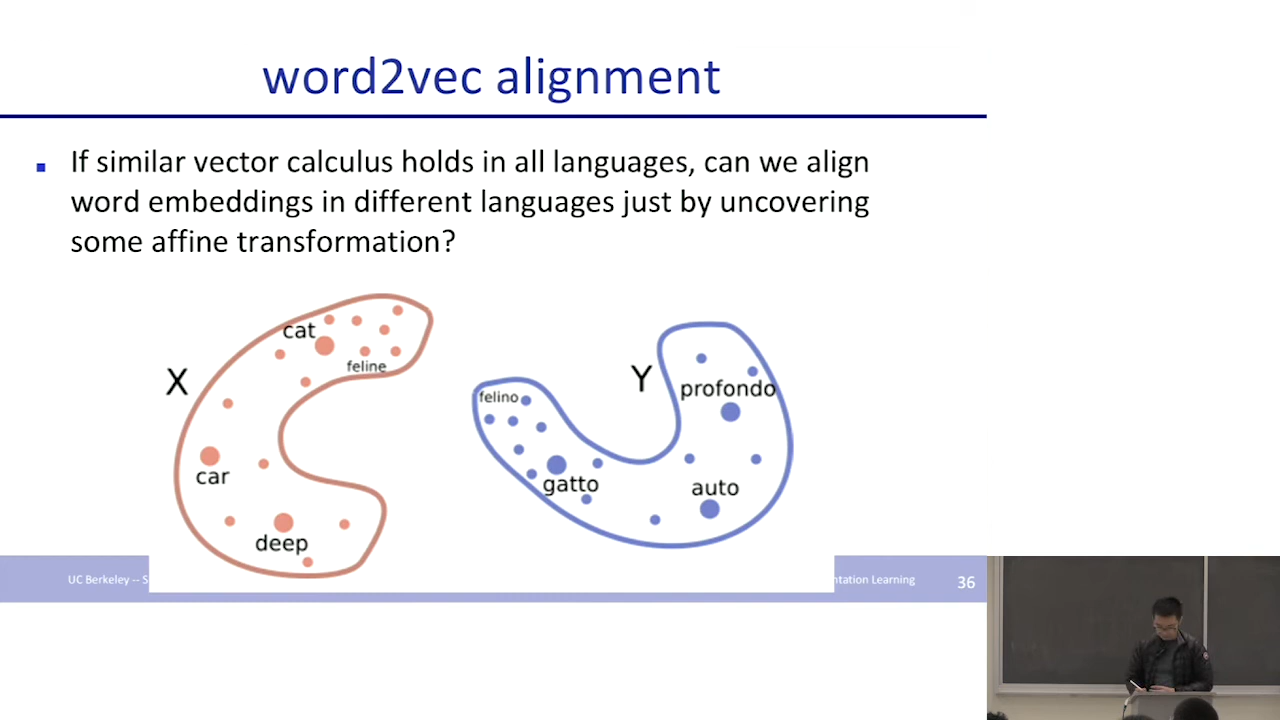 word2vec alignment
If similar vector calculus holds in all languages, can we align
word embeddings in different languages just by uncovering
some affine transformation?
X
cat
feline
car
deep
Y
felino
profondo
gatto
auto
UC Berkeley -- S
ntation Learning
36